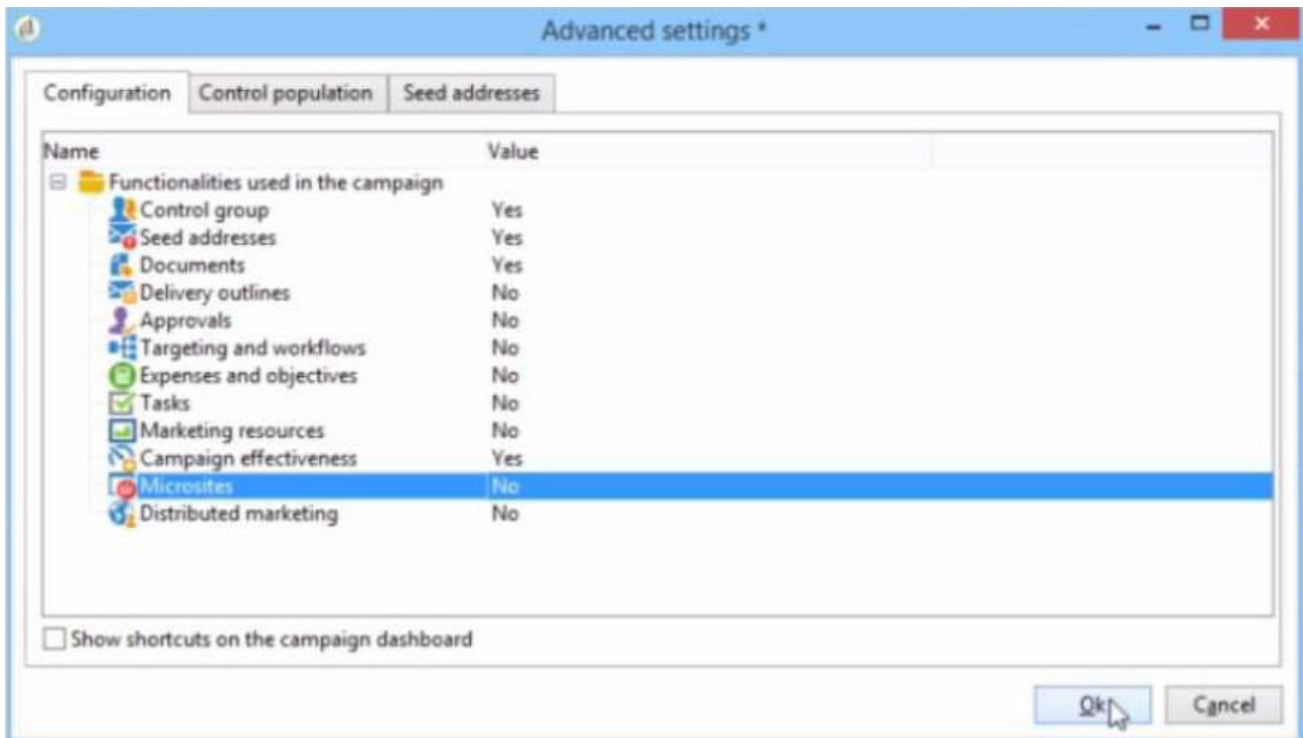 Advanced settings *
Configuration Control population Seed addresses
Name Value
Functionalities used in the campaign
Control group Yes
Seed addresses Yes
Documents Yes
Delivery outlines No
Approvals No
Targeting and workflows No
Expenses and objectives No
Tasks No
Marketing resources No
Campaign effectiveness Yes
Microsites No
Distributed marketing No
Show shortcuts on the campaign dashboard
Ok Cancel